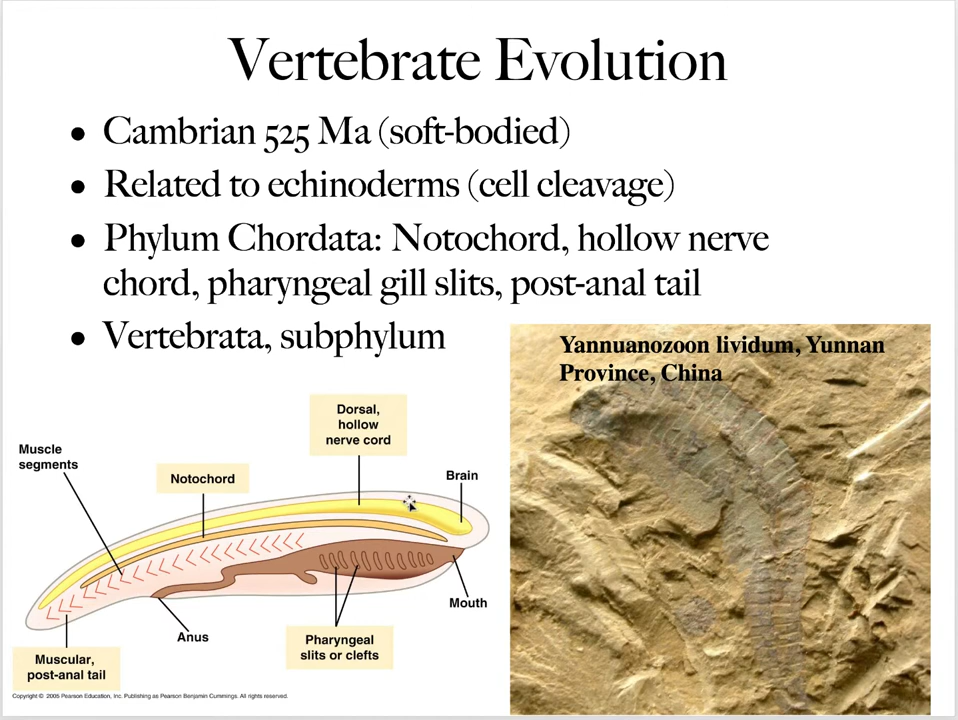 Vertebrate Evolution
• Cambrian 525 Ma (soft-bodied)
• Related to echinoderms (cell cleavage)
• Phylum Chordata: Notochord, hollow nerve
chord, pharyngeal gill slits, post-anal tail
• Vertebrata, subphylum
Yannuanozoon lividum, Yunnan
Province, China
Dorsal,
hollow
nerve cord
Muscle
segments
Notochord
Brain
Mouth
Anus
Pharyngeal
slits or clefts
Muscular,
post-anal tail
Copyright © 2005 Pearson Education, Inc. Publishing as Pearson Benjamin Cummings. All rights reserved.